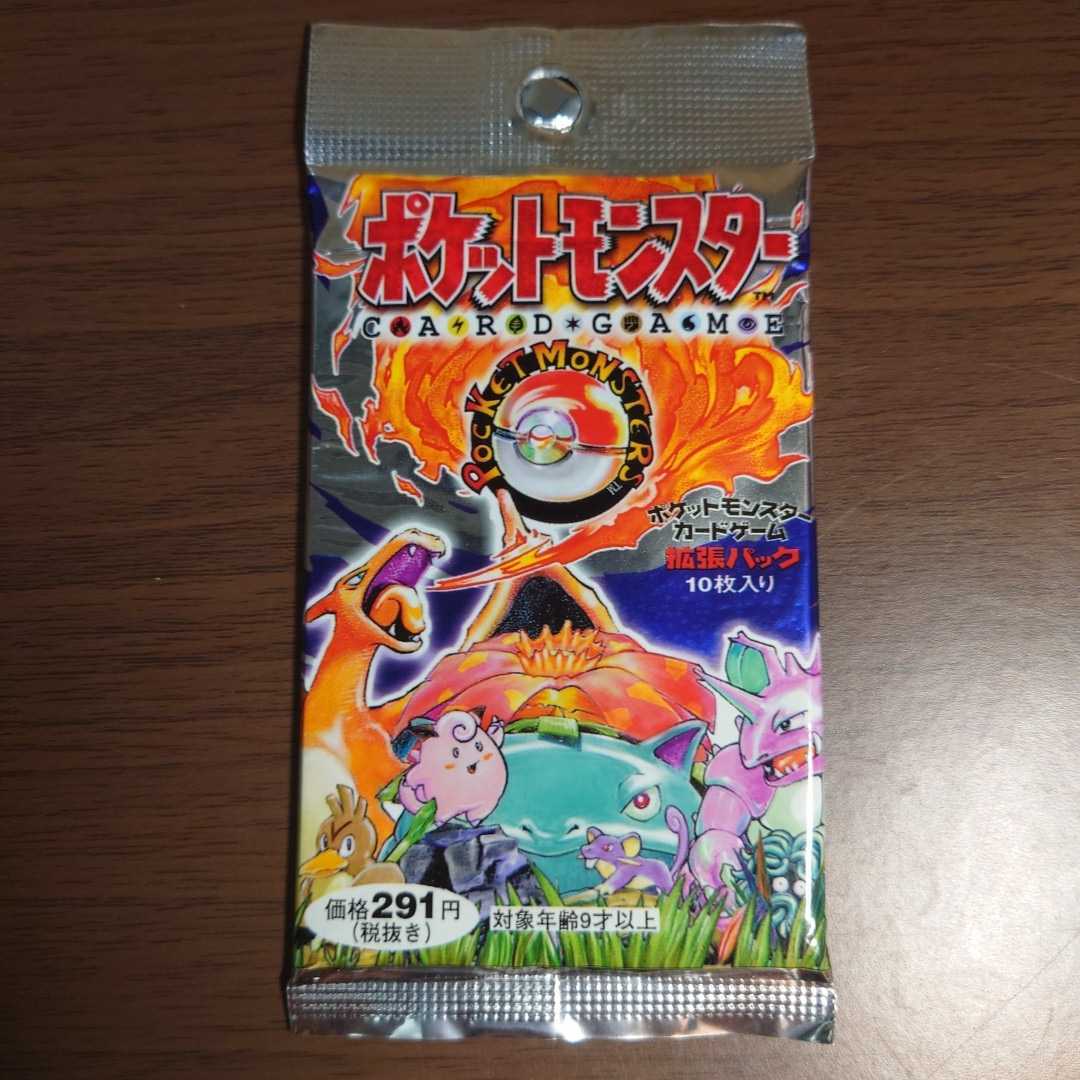 ポケットモンスター
TM
CARD★GAME
POCKET MONSTERS
TM
ポケットモンスター
カードゲーム
拡張パック
10枚入り
価格291円
(税抜き)
対象年齢9才以上